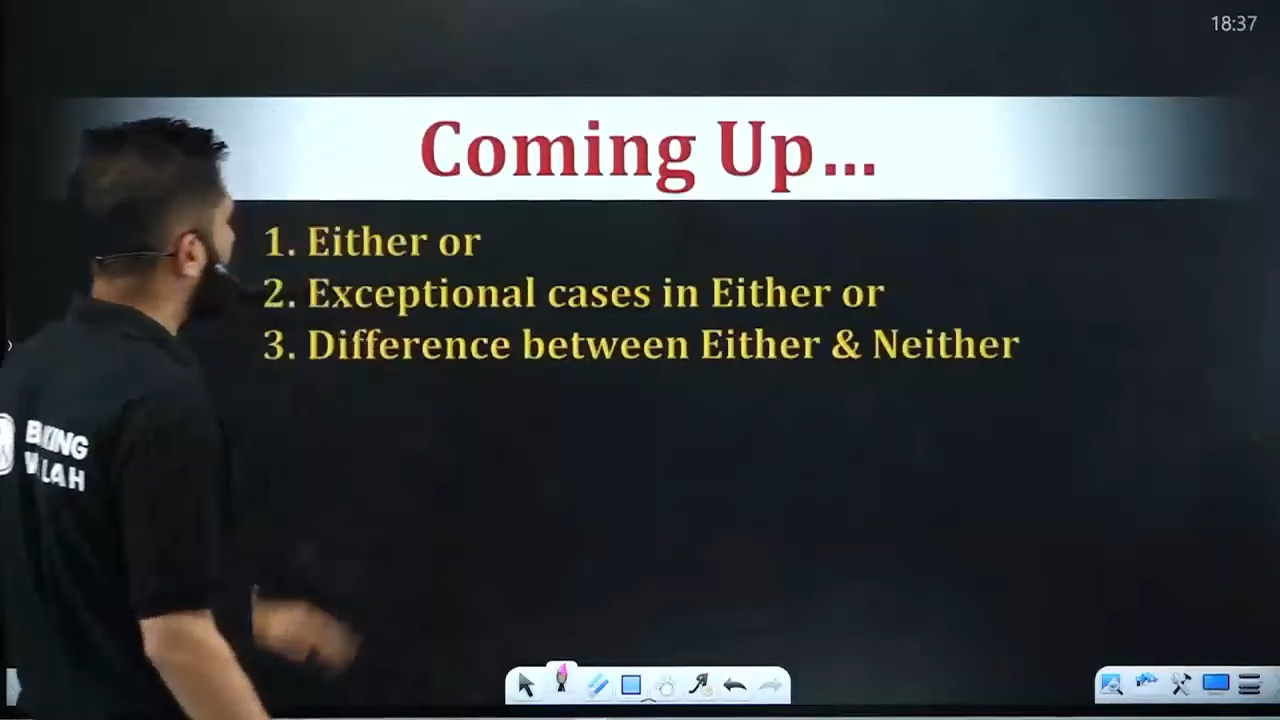 18:37
Coming Up...
1. Either or
2. Exceptional cases in Either or
3. Difference between Either & Neither